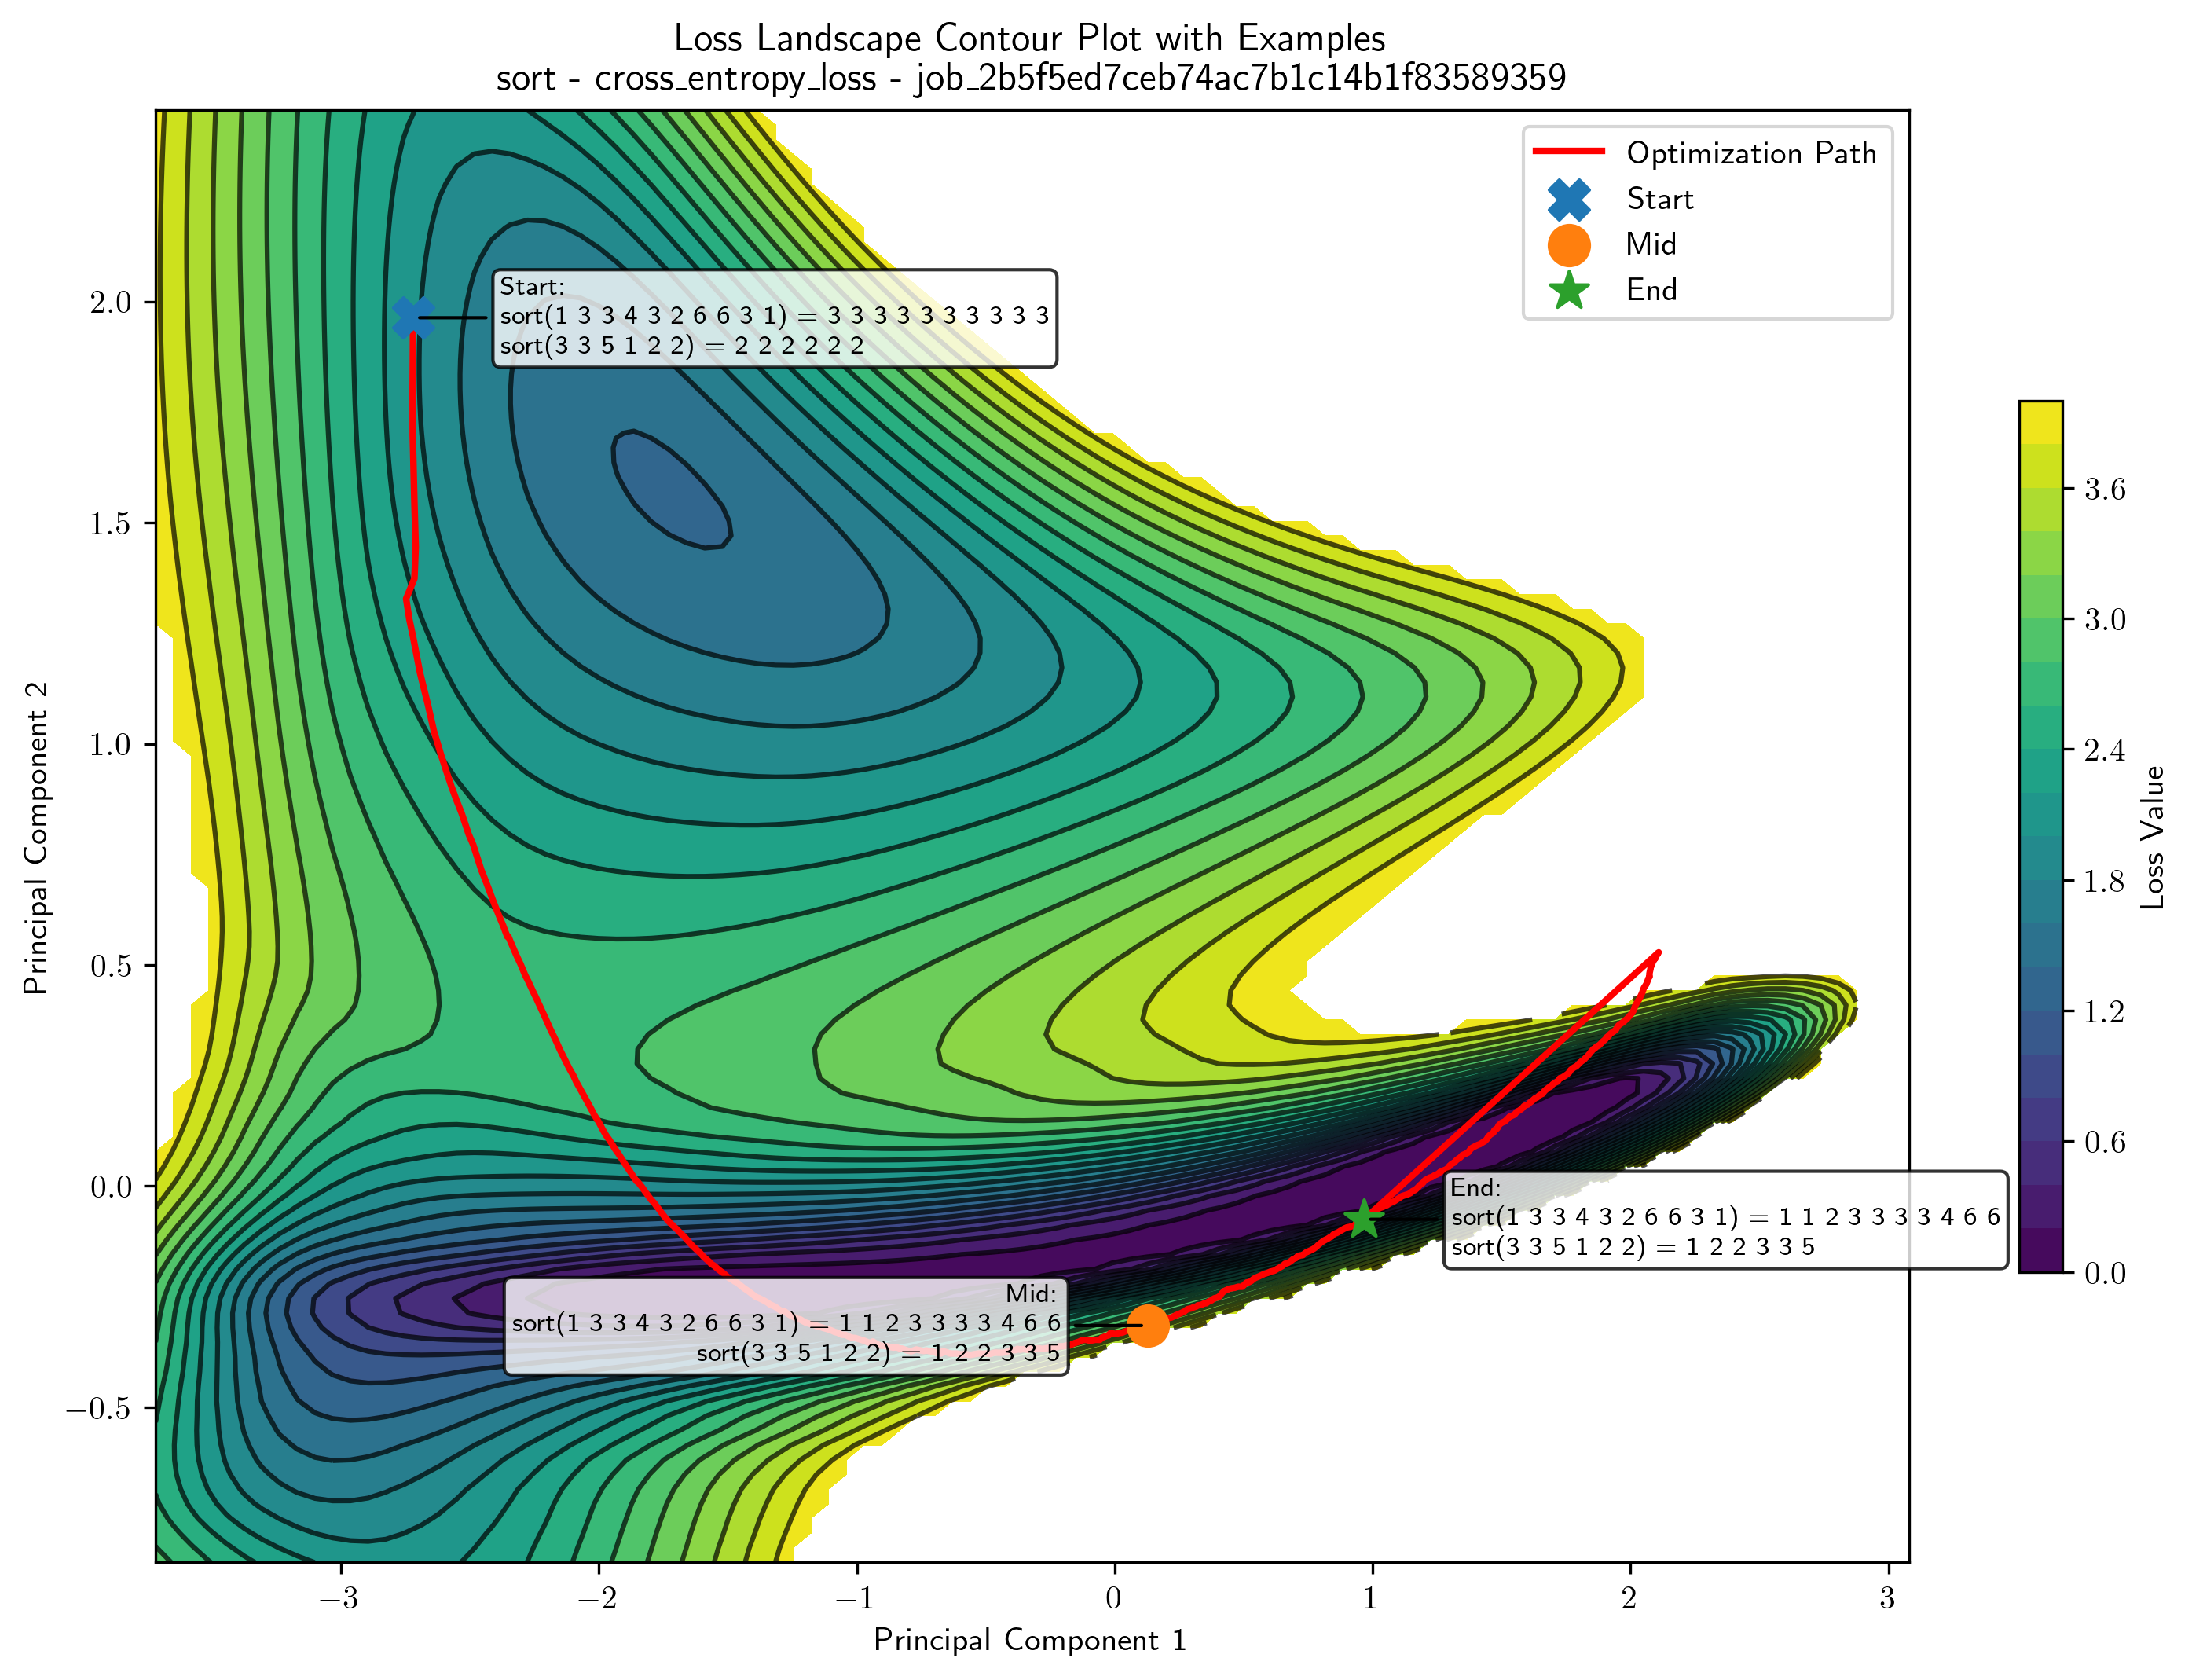 Loss Landscape Contour Plot with Examples
sort - cross_entropy_loss - job_2b5f5ed7ceb74ac7b1c14b1f83589359
Optimization Path
Start
Mid
End
Start:
sort(1 3 3 4 3 2 6 6 3 1) = 3 3 3 3 3 3 3 3 3 3
sort(3 3 5 1 2 2) = 2 2 2 2 2 2
End:
sort(1 3 3 4 3 2 6 6 3 1) = 1 1 2 3 3 3 3 4 6 6
sort(3 3 5 1 2 2) = 1 2 2 3 3 5
Mid:
sort(1 3 3 4 3 2 6 6 3 1) = 1 1 2 3 3 3 3 4 6 6
sort(3 3 5 1 2 2) = 1 2 2 3 3 5
2.0
1.5
1.0
0.5
0.0
−0.5
Principal Component 2
−3
−2
−1
0
1
2
3
Principal Component 1
3.6
3.0
2.4
1.8
1.2
0.6
0.0
Loss Value